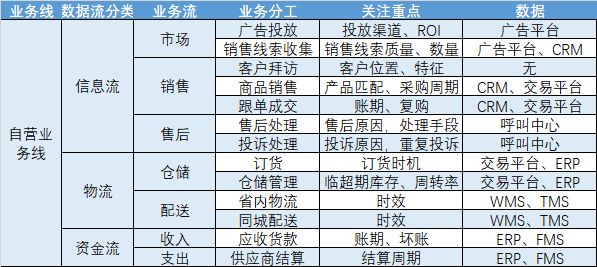 业务线 数据流分类 业务流 业务分工 关注重点 数据
自营业务线 信息流 市场 广告投放 投放渠道、ROI 广告平台
销售线索收集 销售线索质量、数量 广告平台、CRM
销售 客户拜访 客户位置、特征 无
商品销售 产品匹配、采购周期 CRM、交易平台
跟单成交 账期、复购 CRM、交易平台
售后 售后处理 售后原因，处理手段 呼叫中心
投诉处理 投诉原因，重复投诉 呼叫中心
物流 仓储 订货 订货时机 交易平台、ERP
仓储管理 临超期库存、周转率 交易平台、ERP
配送 省内物流 时效 WMS、TMS
同城配送 时效 WMS、TMS
资金流 收入 应收货款 账期、坏账 ERP、FMS
支出 供应商结算 结算周期 ERP、FMS